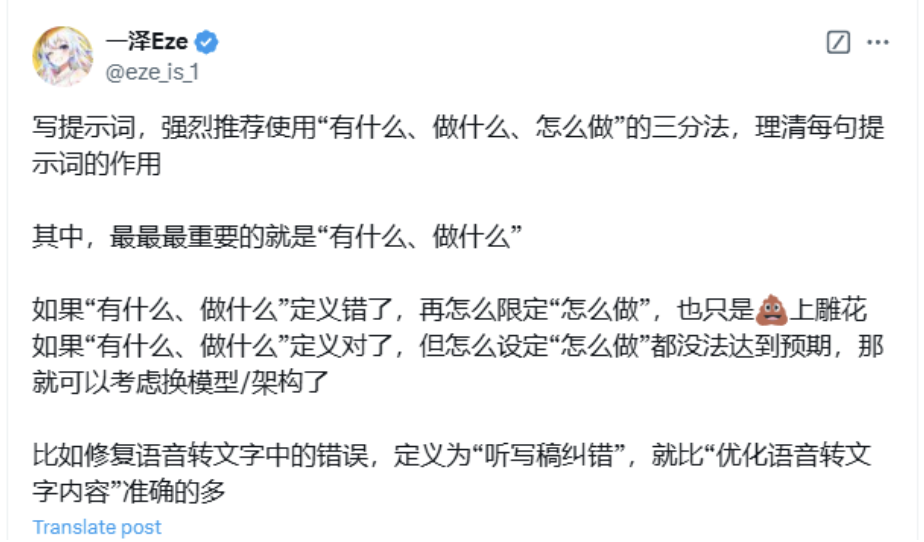 一泽Eze
@eze_is_1
写提示词，强烈推荐使用“有什么、做什么、怎么做”的三分法，理清每句提
示词的作用
其中，最最最重要的就是“有什么、做什么”
如果“有什么、做什么”定义错了，再怎么限定“怎么做”，也只是💩上雕花
如果“有什么、做什么”定义对了，但怎么设定“怎么做”都没法达到预期，那
就可以考虑换模型/架构了
比如修复语音转文字中的错误，定义为“听写稿纠错”，就比“优化语音转文
字内容”准确的多
Translate post